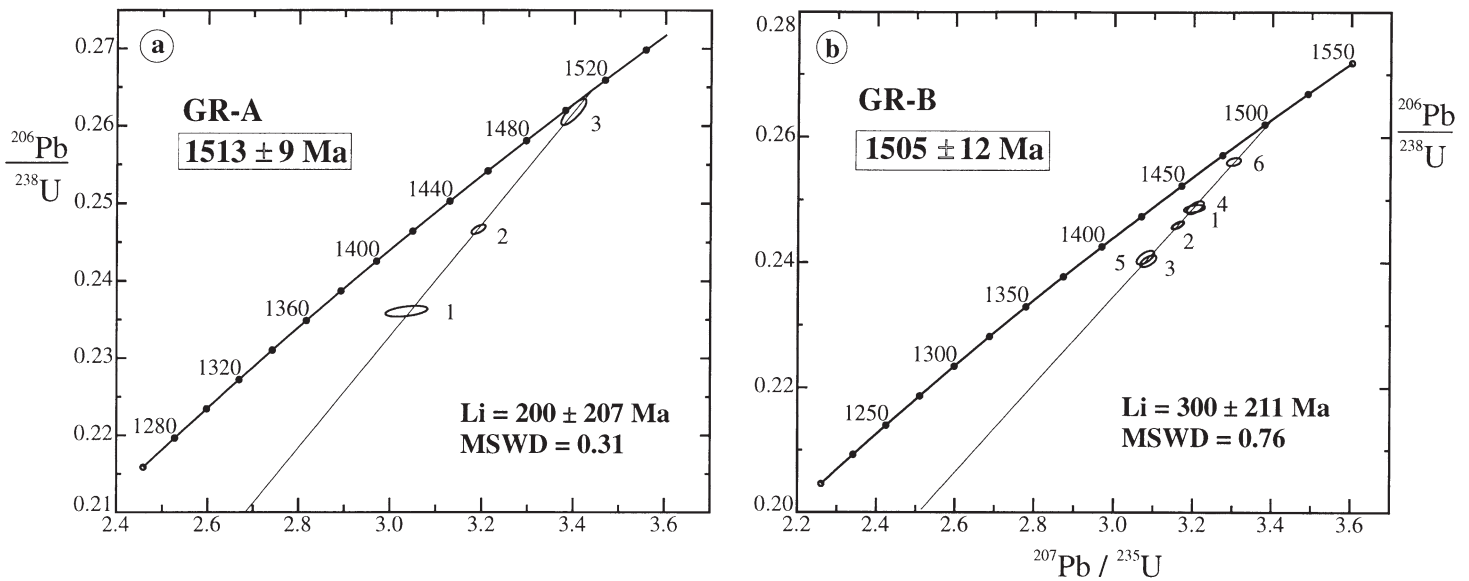 a
GR-A
1513 ± 9 Ma
206Pb
238U
0.27
0.26
0.25
0.24
0.23
0.22
0.21
1520
1480
1440
1400
1360
1320
1280
3
2
1
Li = 200 ± 207 Ma
MSWD = 0.31
2.4 2.6 2.8 3.0 3.2 3.4 3.6
b
GR-B
1505 ± 12 Ma
206Pb
238U
0.28
0.26
0.24
0.22
0.20
1550
1500
1450
1400
1350
1300
1250
6
4
1
2
5 3
Li = 300 ± 211 Ma
MSWD = 0.76
2.2 2.4 2.6 2.8 3.0 3.2 3.4 3.6
207Pb / 235U